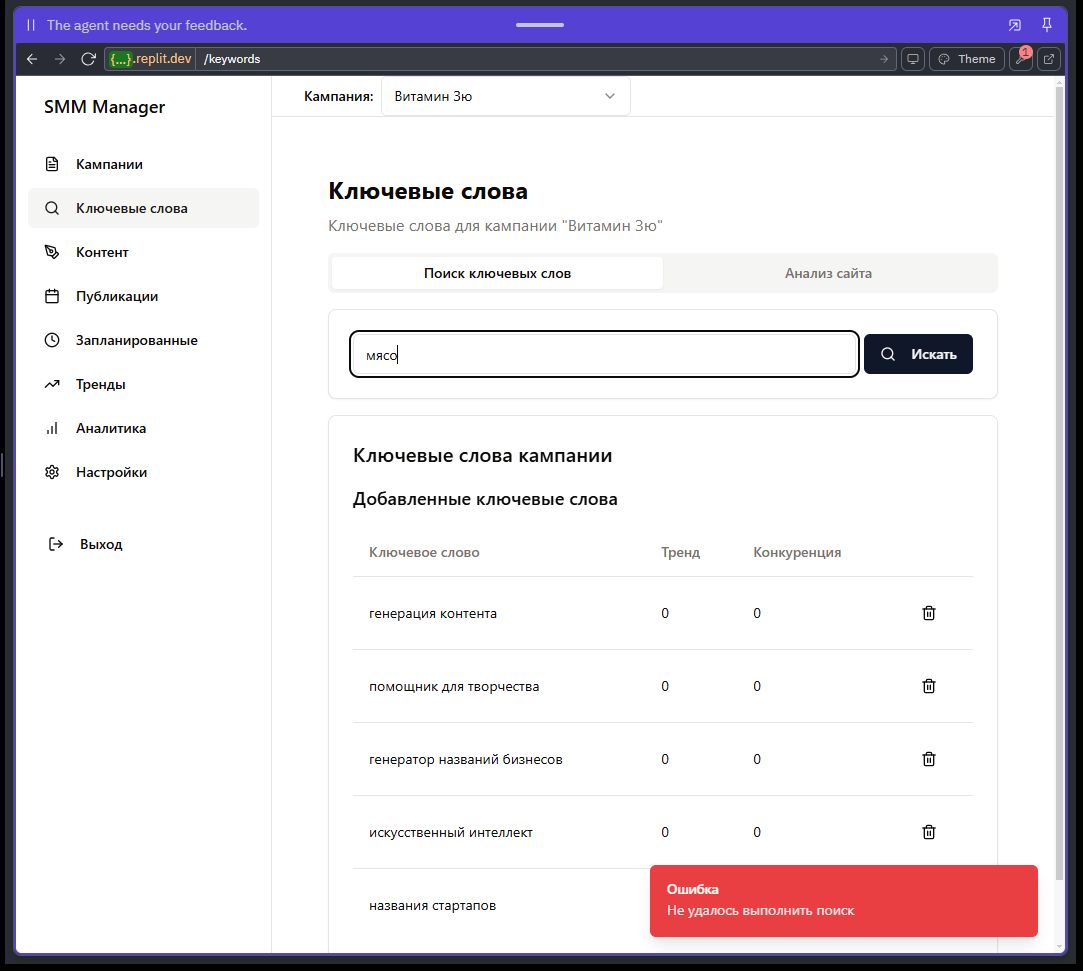 The agent needs your feedback.
{...}.replit.dev /keywords Theme 1
SMM Manager
Кампания: Витамин Зю
Кампании
Ключевые слова
Контент
Публикации
Запланированные
Тренды
Аналитика
Настройки
Выход
Ключевые слова
Ключевые слова для кампании "Витамин Зю"
Поиск ключевых слов Анализ сайта
мясо Искать
Ключевые слова кампании
Добавленные ключевые слова
Ключевое слово Тренд Конкуренция
генерация контента 0 0
помощник для творчества 0 0
генератор названий бизнесов 0 0
искусственный интеллект 0 0
названия стартапов
Ошибка
Не удалось выполнить поиск